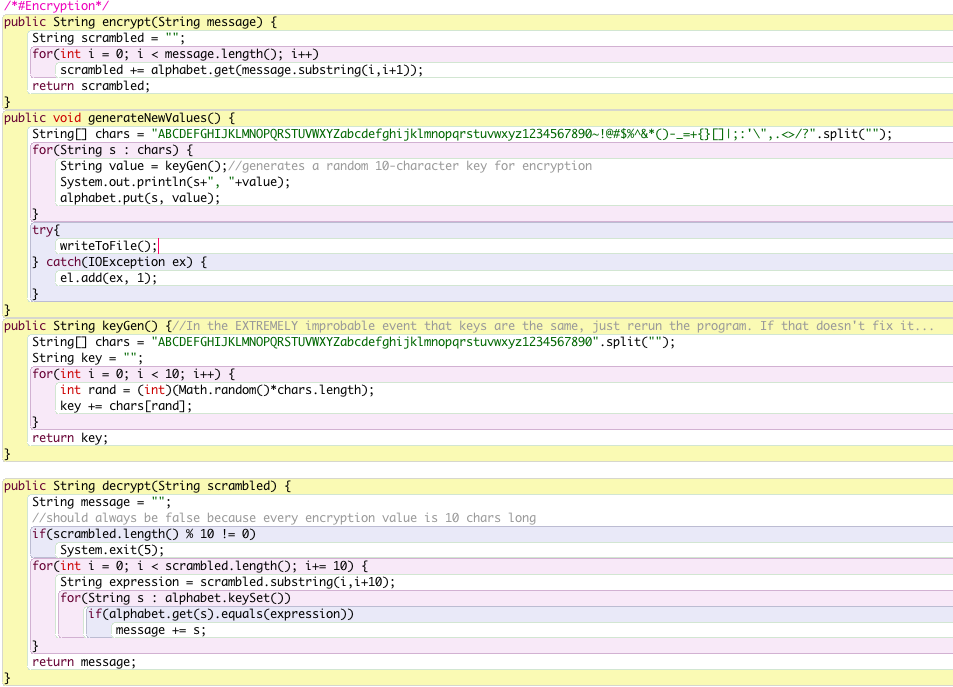 /*#Encryption*/
public String encrypt(String message) {
    String scrambled = "";
    for(int i = 0; i < message.length(); i++)
        scrambled += alphabet.get(message.substring(i,i+1));
    return scrambled;
}
public void generateNewValues() {
    String[] chars = "ABCDEFGHIJKLMNOPQRSTUVWXYZabcdefghijklmnopqrstuvwxyz1234567890~!@#$%^&*()-_=+{}[]|;:'\",.<>/?".split("");
    for(String s : chars) {
        String value = keyGen();//generates a random 10-character key for encryption
        System.out.println(s+", "+value);
        alphabet.put(s, value);
    }
    try{
        writeToFile();
    } catch(IOException ex) {
        el.add(ex, 1);
    }
}
public String keyGen() {//In the EXTREMELY improbable event that keys are the same, just rerun the program. If that doesn't fix it...
    String[] chars = "ABCDEFGHIJKLMNOPQRSTUVWXYZabcdefghijklmnopqrstuvwxyz1234567890".split("");
    String key = "";
    for(int i = 0; i < 10; i++) {
        int rand = (int)(Math.random()*chars.length);
        key += chars[rand];
    }
    return key;
}

public String decrypt(String scrambled) {
    String message = "";
    //should always be false because every encryption value is 10 chars long
    if(scrambled.length() % 10 != 0)
        System.exit(5);
    for(int i = 0; i < scrambled.length(); i+= 10) {
        String expression = scrambled.substring(i,i+10);
        for(String s : alphabet.keySet())
            if(alphabet.get(s).equals(expression))
                message += s;
    }
    return message;
}